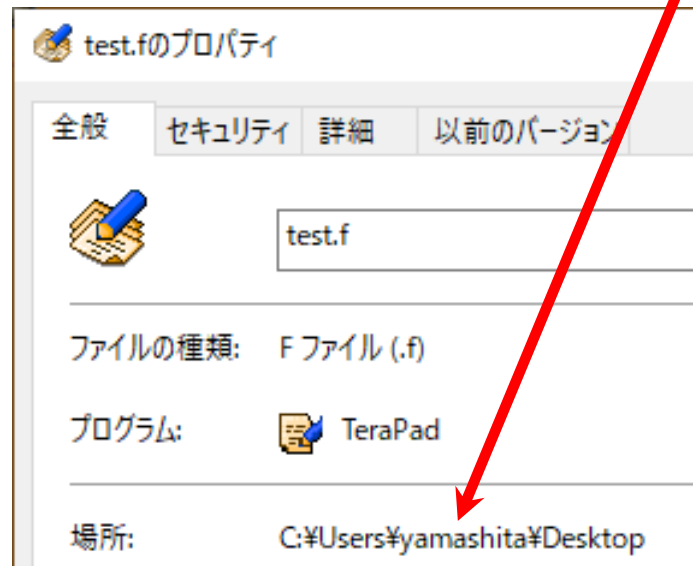 test.fのプロパティ
全般 セキュリティ 詳細 以前のバージョン
test.f
ファイルの種類: F ファイル (.f)
プログラム: TeraPad
場所: C:¥Users¥yamashita¥Desktop